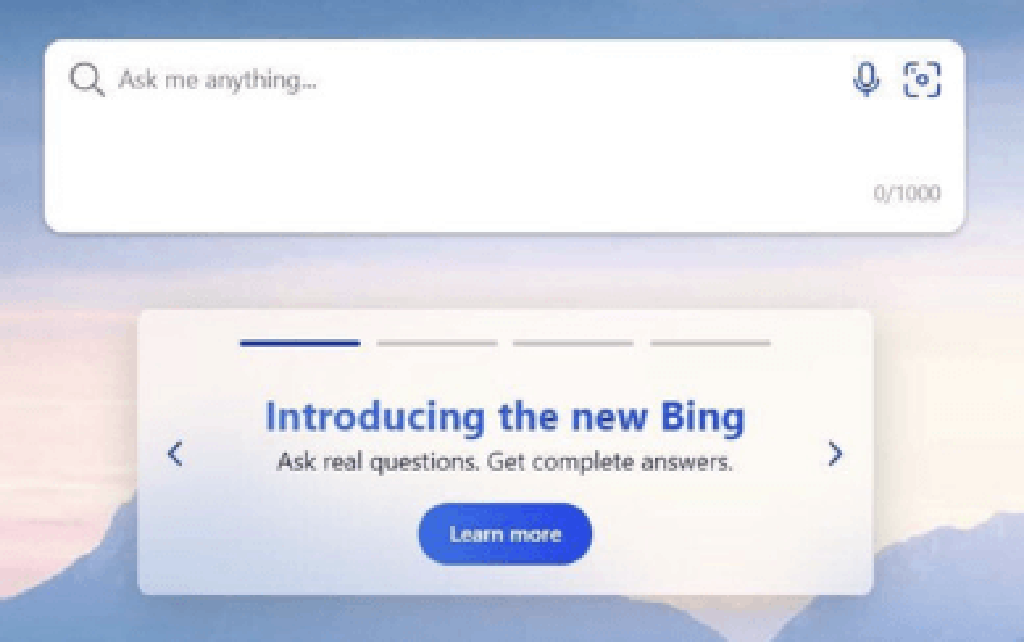 Ask me anything...
0/1000
Introducing the new Bing
Ask real questions. Get complete answers.
Learn more